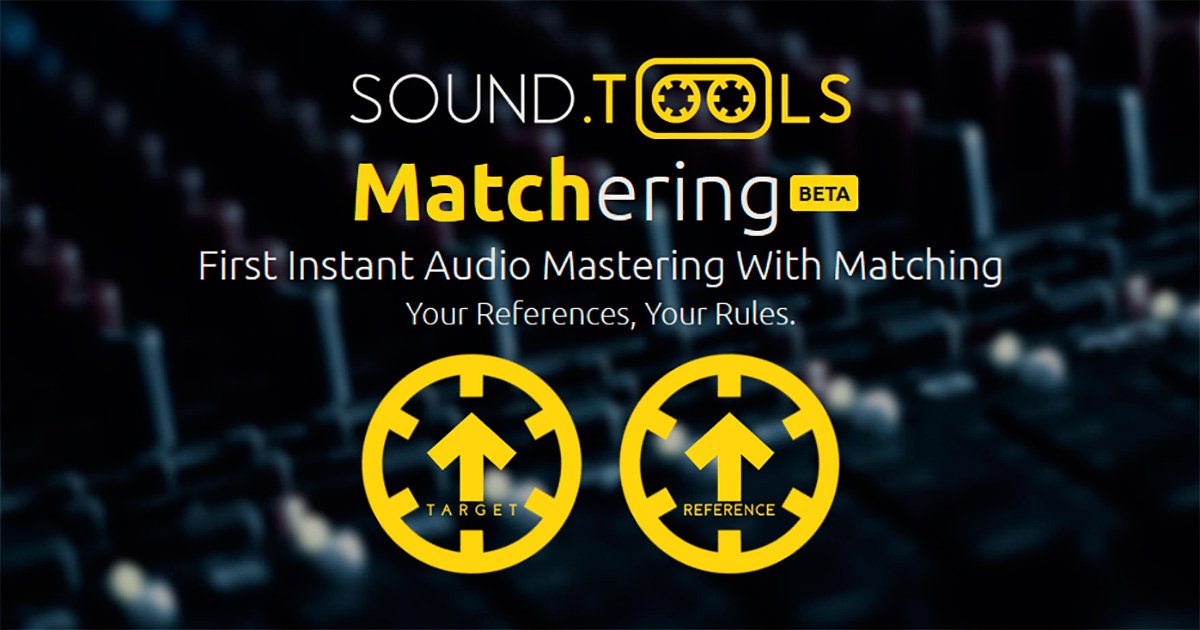 SOUND.TOOLS
Matchering BETA
First Instant Audio Mastering With Matching
Your References, Your Rules.
TARGET
REFERENCE